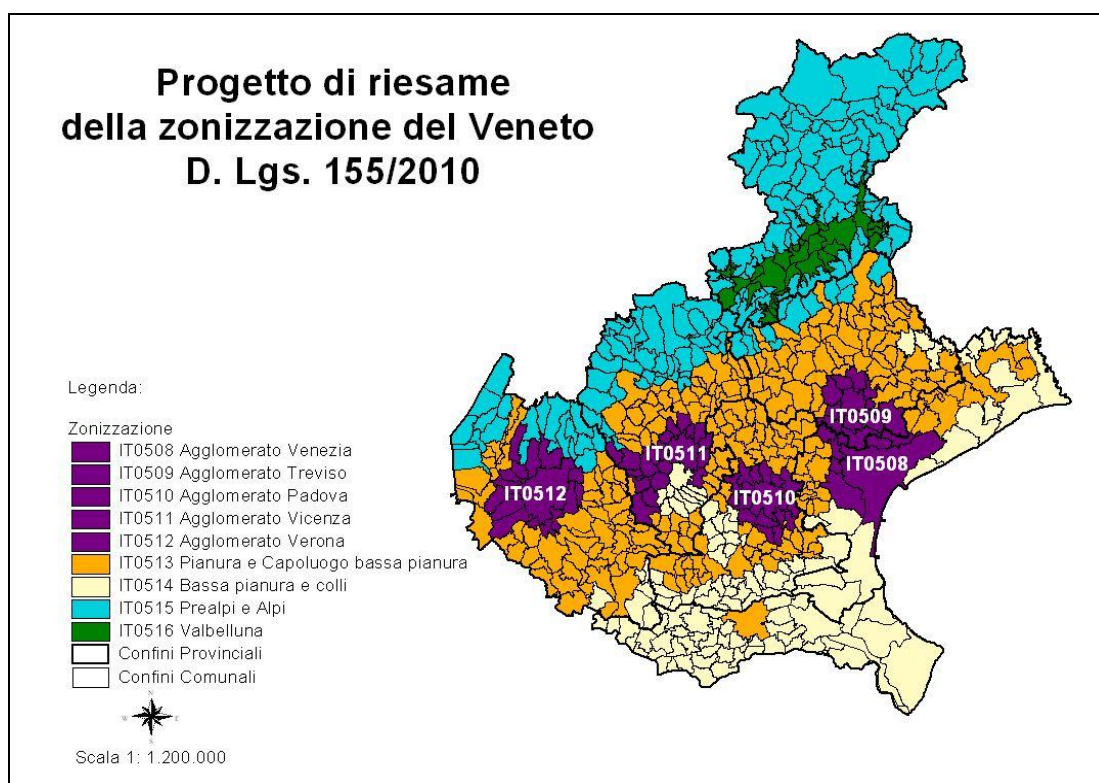 Progetto di riesame
della zonizzazione del Veneto
D. Lgs. 155/2010
Legenda:
Zonizzazione
IT0508 Agglomerato Venezia
IT0509 Agglomerato Treviso
IT0510 Agglomerato Padova
IT0511 Agglomerato Vicenza
IT0512 Agglomerato Verona
IT0513 Pianura e Capoluogo bassa pianura
IT0514 Bassa pianura e colli
IT0515 Prealpi e Alpi
IT0516 Valbelluna
Confini Provinciali
Confini Comunali
Scala 1: 1.200.000
IT0509
IT0511
IT0508
IT0512
IT0510